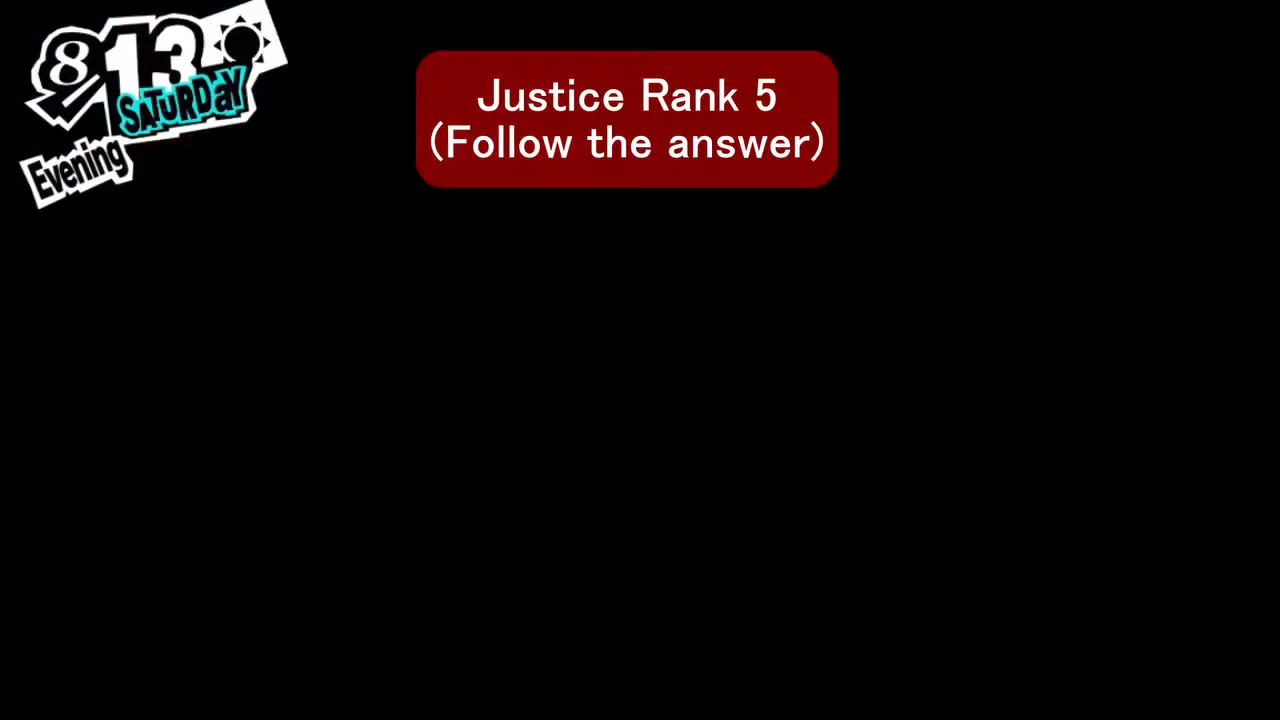 8/13
SATURDaY
Evening
Justice Rank 5
(Follow the answer)